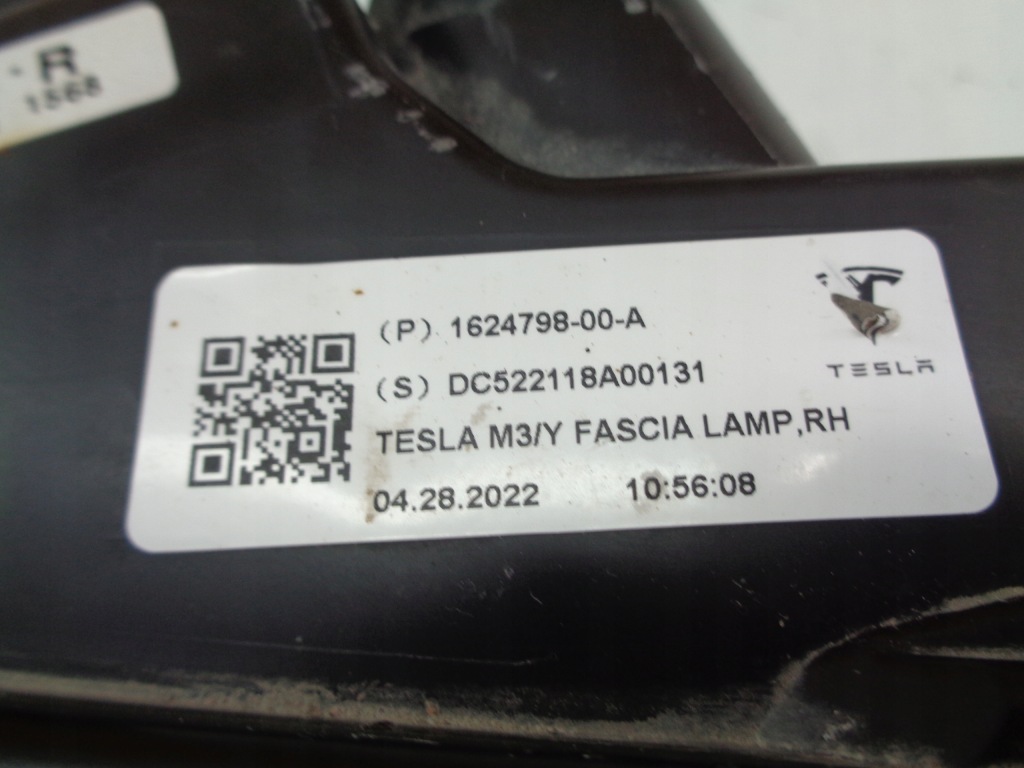 R
1568
(P) 1624798-00-A
(S) DC522118A00131
TESLA
TESLA M3/Y FASCIA LAMP,RH
04.28.2022 10:56:08